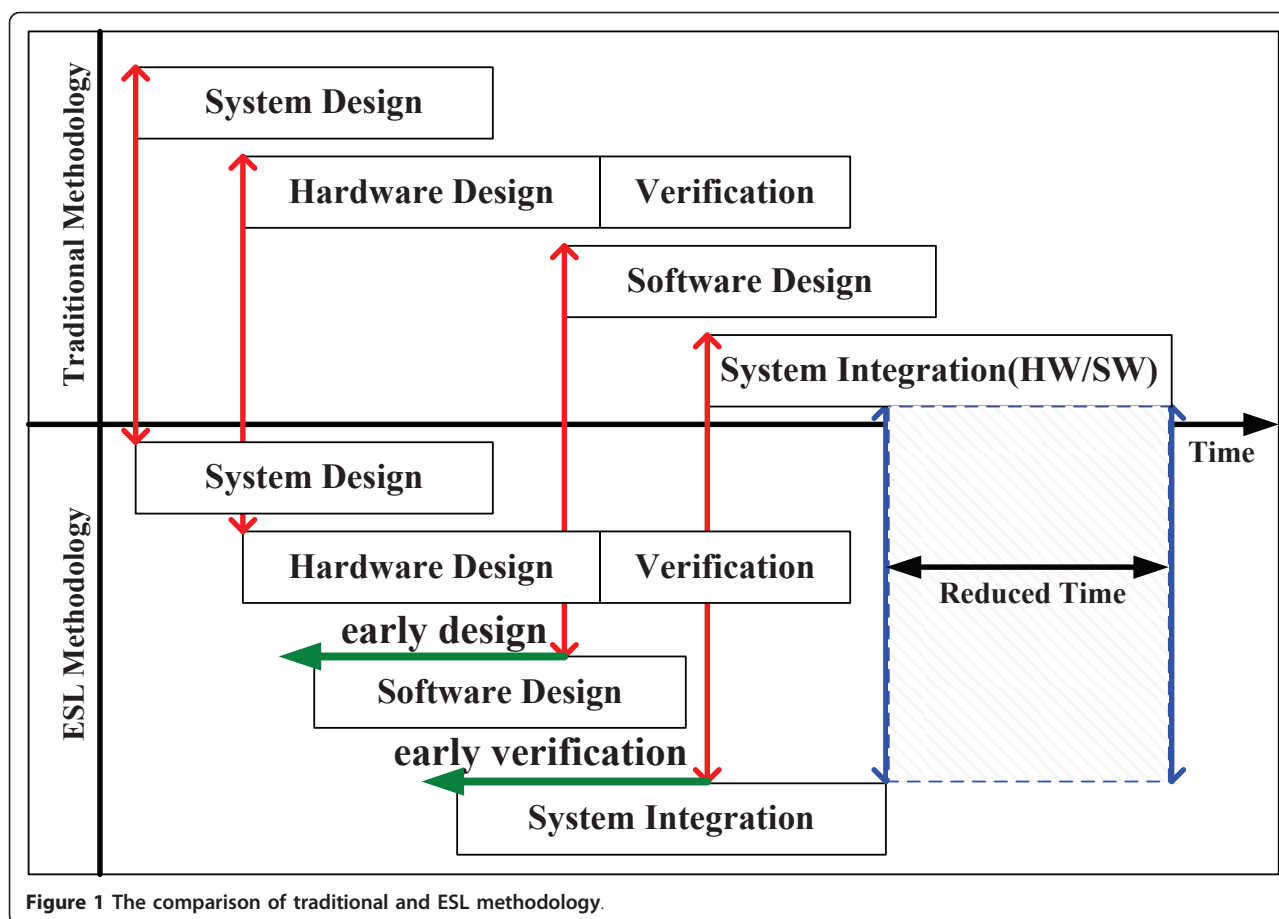 Traditional Methodology
System Design
Hardware Design
Verification
Software Design
System Integration(HW/SW)
Time
ESL Methodology
System Design
Hardware Design
Verification
Reduced Time
early design
Software Design
early verification
System Integration
Figure 1 The comparison of traditional and ESL methodology.